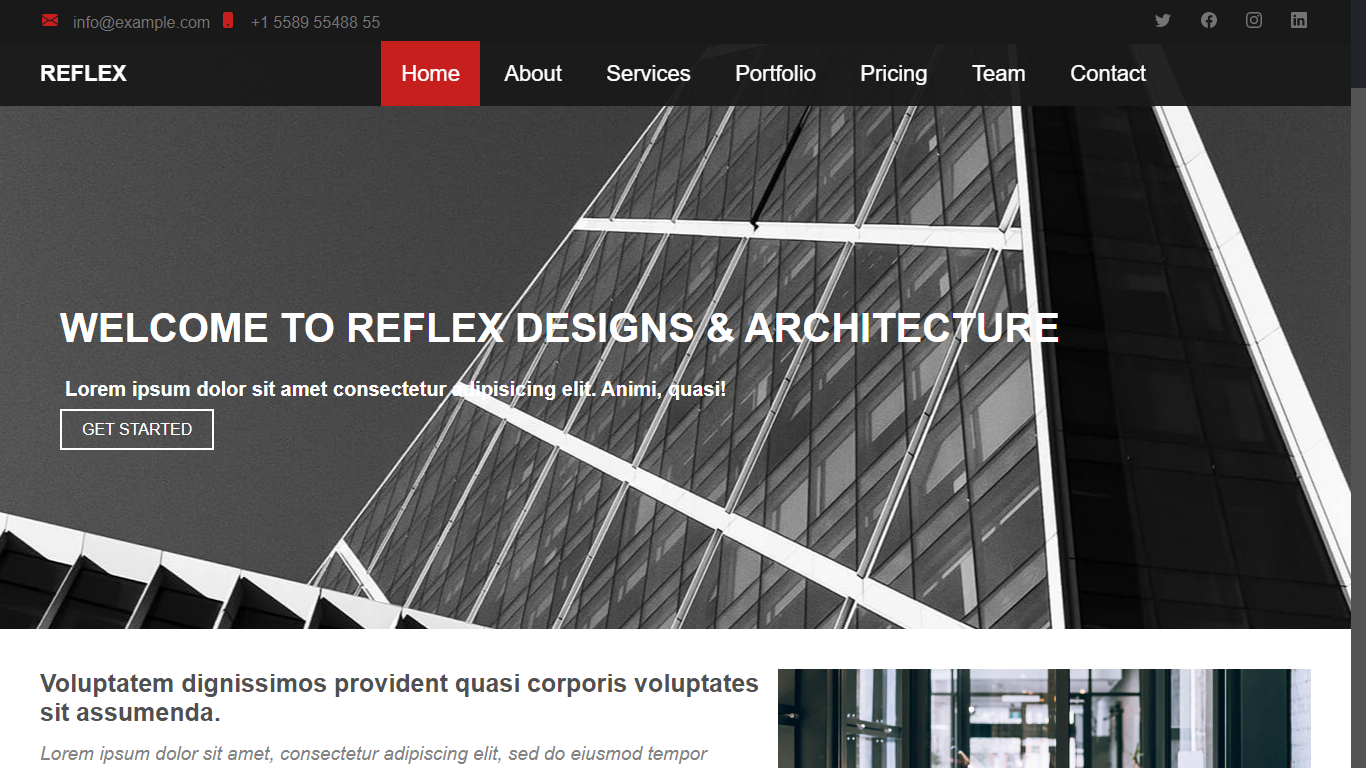 info@example.com +1 5589 55488 55
REFLEX Home About Services Portfolio Pricing Team Contact
WELCOME TO REFLEX DESIGNS & ARCHITECTURE
Lorem ipsum dolor sit amet consectetur adipisicing elit. Animi, quasi!
GET STARTED
Voluptatem dignissimos provident quasi corporis voluptates
sit assumenda.
Lorem ipsum dolor sit amet, consectetur adipiscing elit, sed do eiusmod tempor